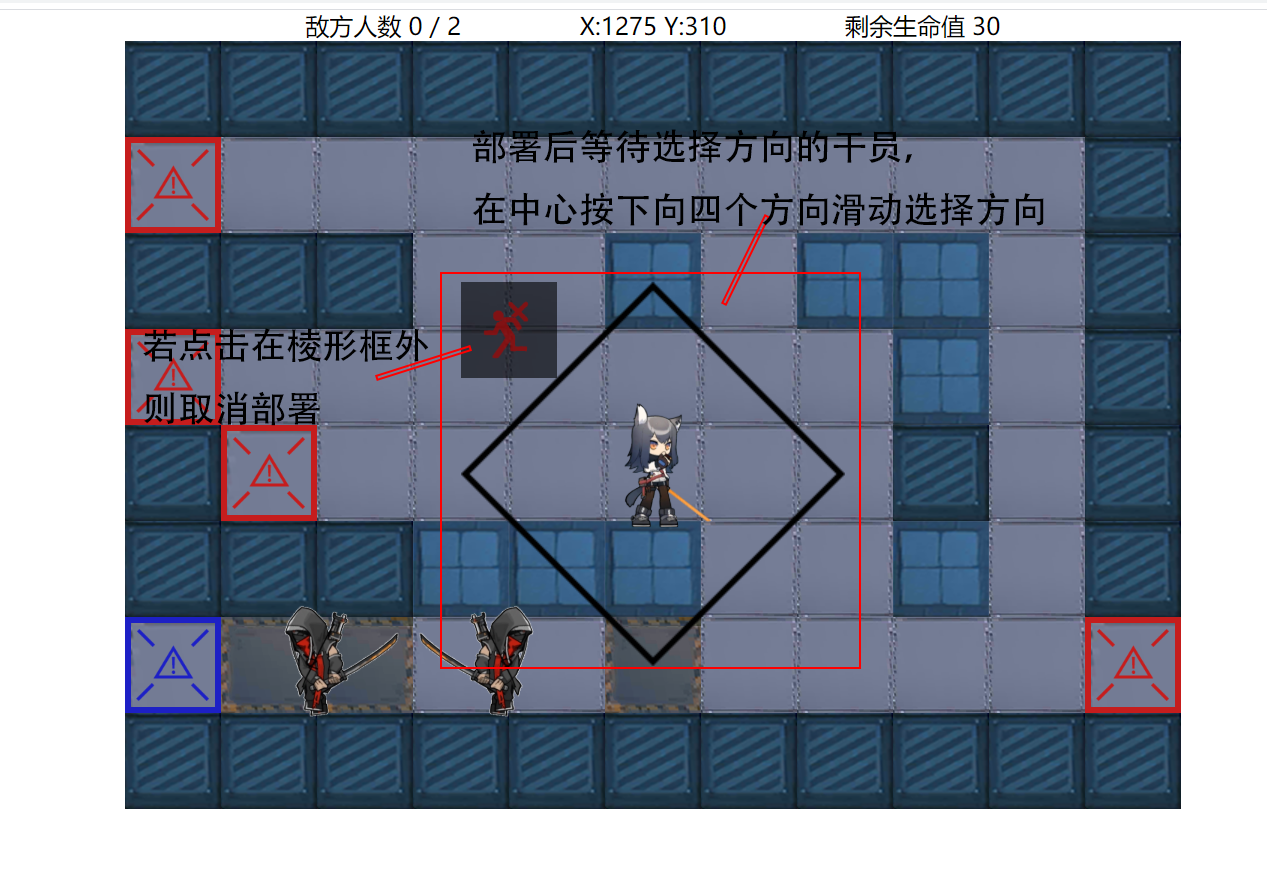 敌方人数 0 / 2
X:1275 Y:310
剩余生命值 30
部署后等待选择方向的干员,
在中心按下向四个方向滑动选择方向
若点击在棱形框外
则取消部署